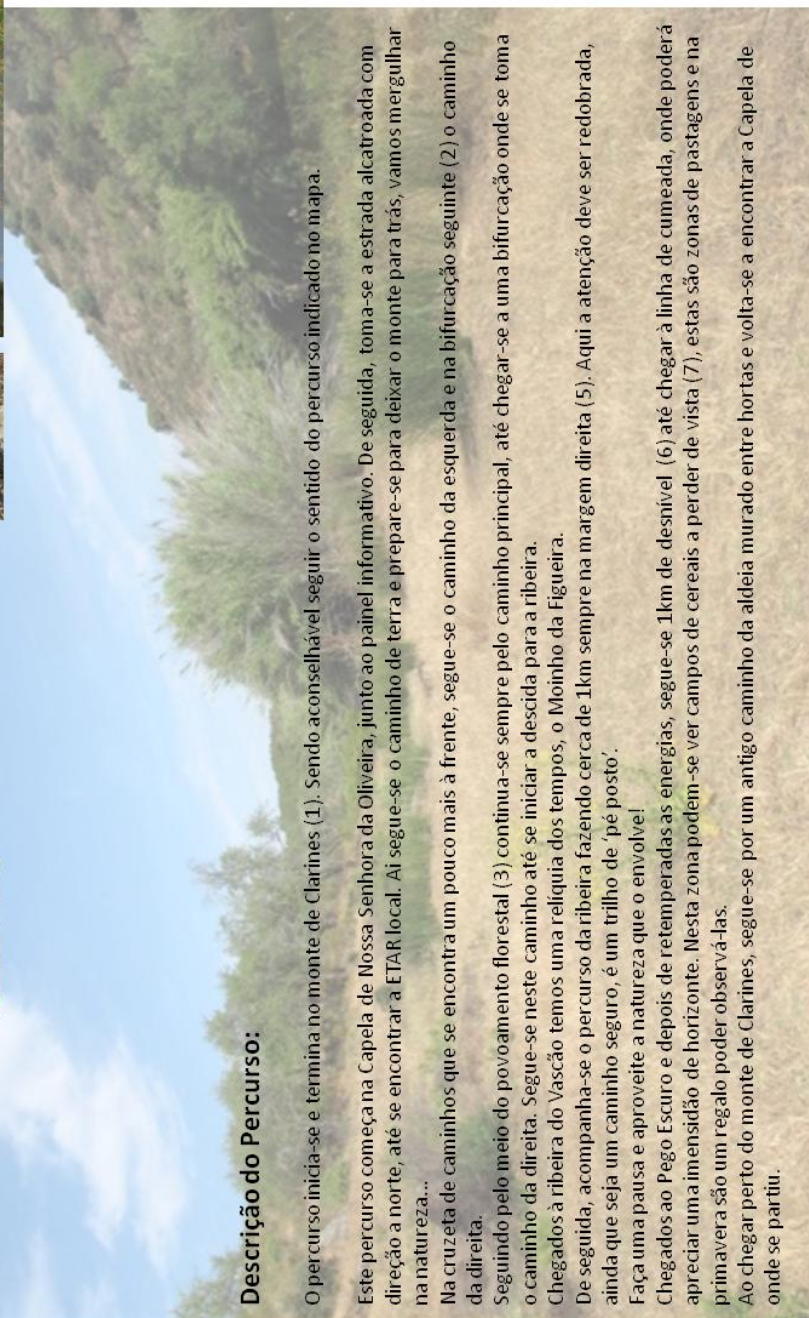 Descrição do Percurso:
O percurso inicia-se e termina no monte de Clarines (1). Sendo aconselhável seguir o sentido do percurso indicado no mapa.
Este percurso começa na Capela de Nossa Senhora da Oliveira, junto ao painel informativo. De seguida, toma-se a estrada alcatroada com
direção a norte, até se encontrar a ETAR local. Ai segue-se o caminho de terra e prepare-se para deixar o monte para trás, vamos mergulhar
na natureza...
Na cruzeta de caminhos que se encontra um pouco mais à frente, segue-se o caminho da esquerda e na bifurcação seguinte (2) o caminho
da direita.
Seguindo pelo meio do povoamento florestal (3) continua-se sempre pelo caminho principal, até chegar-se a uma bifurcação onde se toma
o caminho da direita. Segue-se neste caminho até se iniciar a descida para a ribeira.
Chegados à ribeira do Vascão temos uma relíquia dos tempos, o Moinho da Figueira.
De seguida, acompanha-se o percurso da ribeira fazendo cerca de 1km sempre na margem direita (5). Aqui a atenção deve ser redobrada,
ainda que seja um caminho seguro, é um trilho de ‘pé posto’.
Faça uma pausa e aproveite a natureza que o envolve!
Chegados ao Pego Escuro e depois de retemperadas as energias, segue-se 1km de desnível (6) até chegar à linha de cumeada, onde poderá
apreciar uma imensidão de horizonte. Nesta zona podem-se ver campos de cereais a perder de vista (7), estas são zonas de pastagens e na
primavera são um regalo poder observá-las.
Ao chegar perto do monte de Clarines, segue-se por um antigo caminho da aldeia murado entre hortas e volta-se a encontrar a Capela de
onde se partiu.